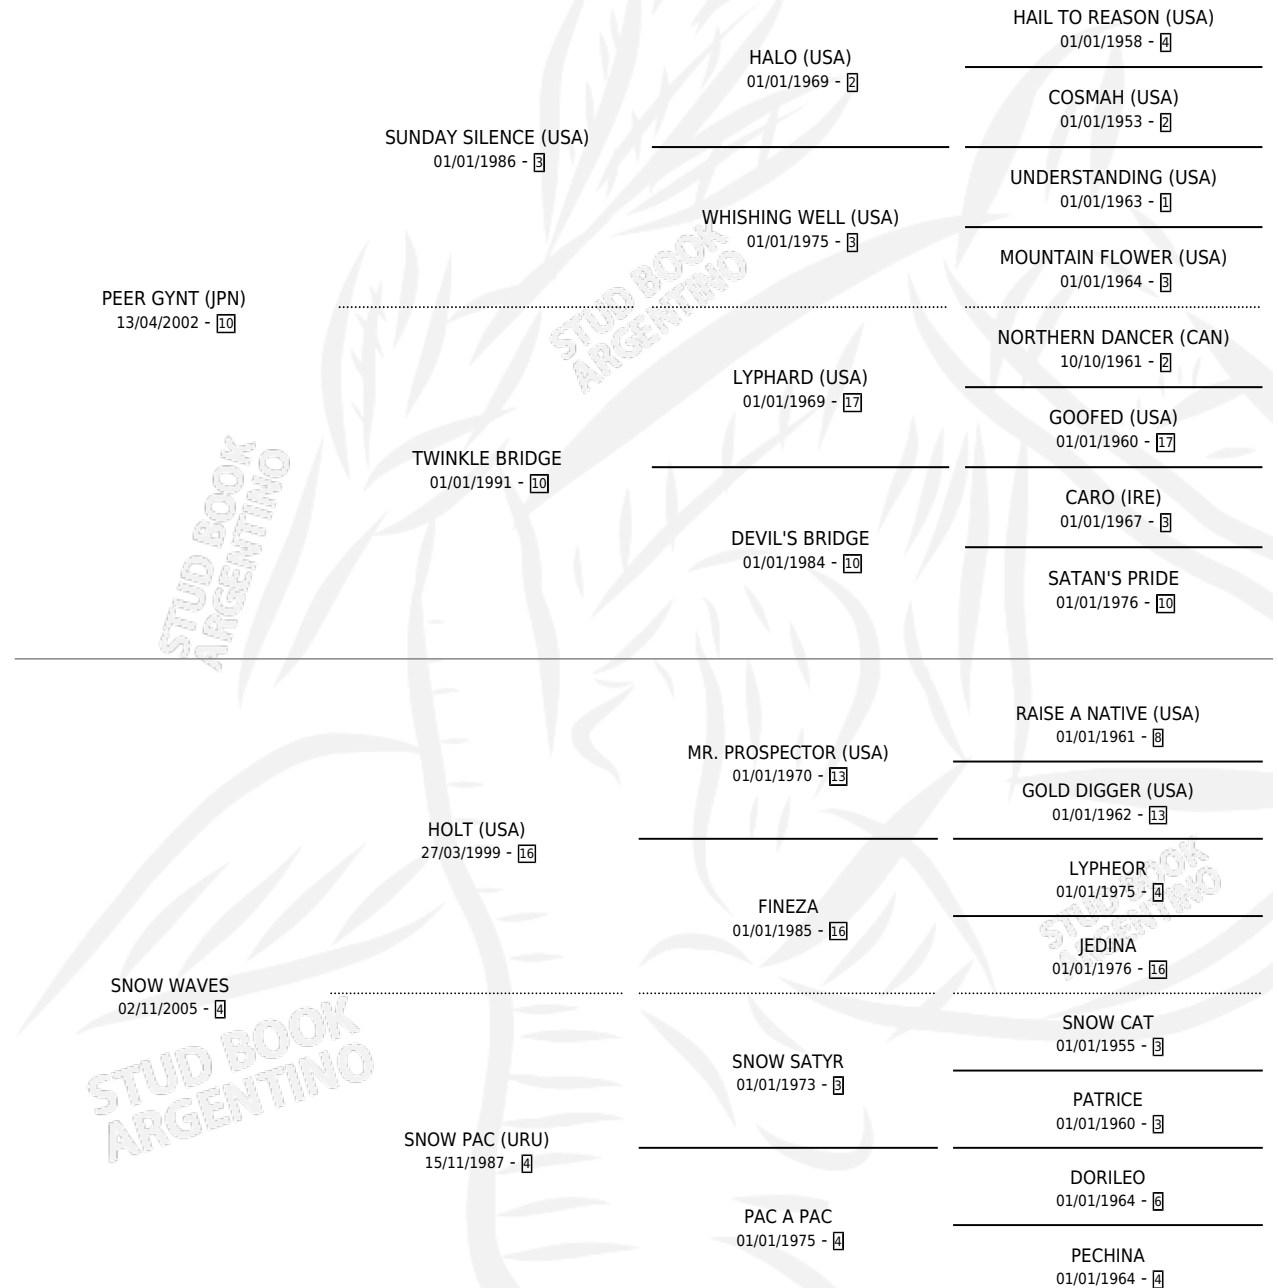 HAIL TO REASON (USA)
01/01/1958 - 4
HALO (USA)
01/01/1969 - 2
COSMAH (USA)
01/01/1953 - 2
SUNDAY SILENCE (USA)
01/01/1986 - 3
UNDERSTANDING (USA)
01/01/1963 - 1
WHISHING WELL (USA)
01/01/1975 - 3
MOUNTAIN FLOWER (USA)
01/01/1964 - 3
PEER GYNT (JPN)
13/04/2002 - 10
NORTHERN DANCER (CAN)
10/10/1961 - 2
LYPHARD (USA)
01/01/1969 - 17
GOOFED (USA)
01/01/1960 - 17
TWINKLE BRIDGE
01/01/1991 - 10
CARO (IRE)
01/01/1967 - 3
DEVIL'S BRIDGE
01/01/1984 - 10
SATAN'S PRIDE
01/01/1976 - 10
RAISE A NATIVE (USA)
01/01/1961 - 8
MR. PROSPECTOR (USA)
01/01/1970 - 13
GOLD DIGGER (USA)
01/01/1962 - 13
HOLT (USA)
27/03/1999 - 16
LYPHEOR
01/01/1975 - 4
FINEZA
01/01/1985 - 16
JEDINA
01/01/1976 - 16
SNOW WAVES
02/11/2005 - 4
SNOW CAT
01/01/1955 - 3
SNOW SATYR
01/01/1973 - 3
PATRICE
01/01/1960 - 3
SNOW PAC (URU)
15/11/1987 - 4
DORILEO
01/01/1964 - 6
PAC A PAC
01/01/1975 - 4
PECHINA
01/01/1964 - 4
STUD BOOK
ARGENTINO
STUD BOOK
ARGENTINO
STUD BOOK
ARGENTINO
STUD BOOK
ARGENTINO